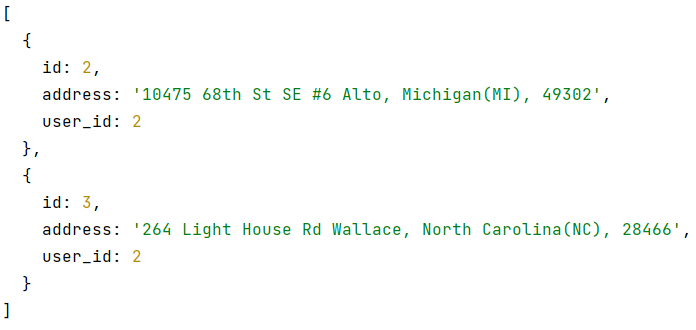 [
  {
    id: 2,
    address: '10475 68th St SE #6 Alto, Michigan(MI), 49302',
    user_id: 2
  },
  {
    id: 3,
    address: '264 Light House Rd Wallace, North Carolina(NC), 28466',
    user_id: 2
  }
]